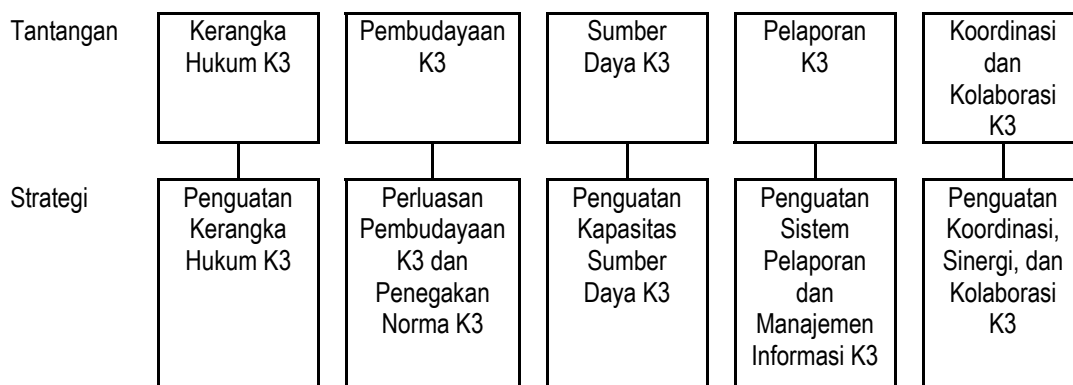 Tantangan
Kerangka
Hukum K3
Pembudayaan
K3
Sumber
Daya K3
Pelaporan
K3
Koordinasi
dan
Kolaborasi
K3
Strategi
Penguatan
Kerangka
Hukum K3
Perluasan
Pembudayaan
K3 dan
Penegakan
Norma K3
Penguatan
Kapasitas
Sumber
Daya K3
Penguatan
Sistem
Pelaporan
dan
Manajemen
Informasi K3
Penguatan
Koordinasi,
Sinergi, dan
Kolaborasi
K3